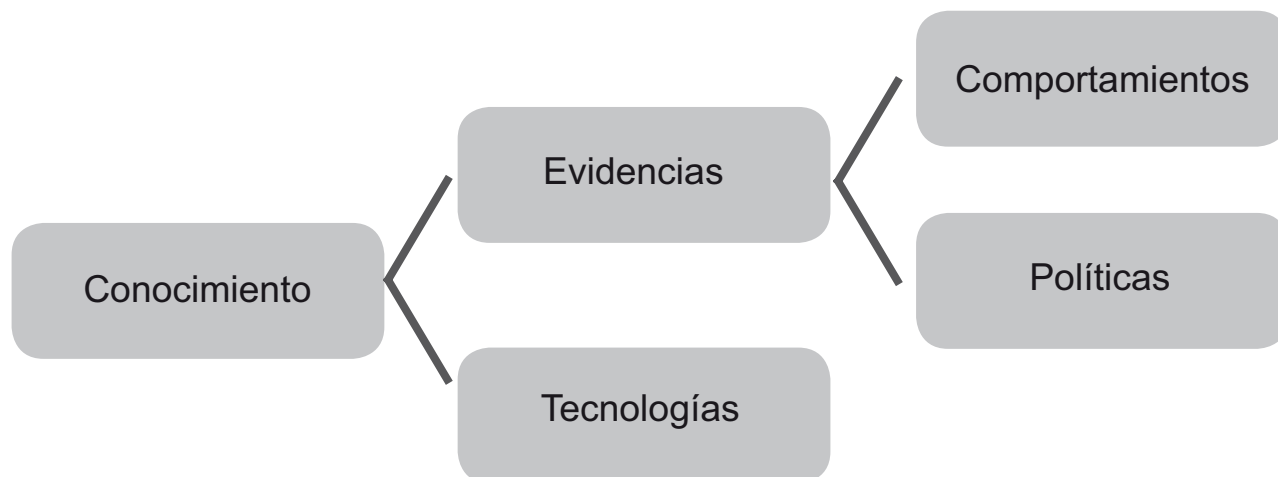 Conocimiento
Evidencias
Tecnologías
Comportamientos
Políticas